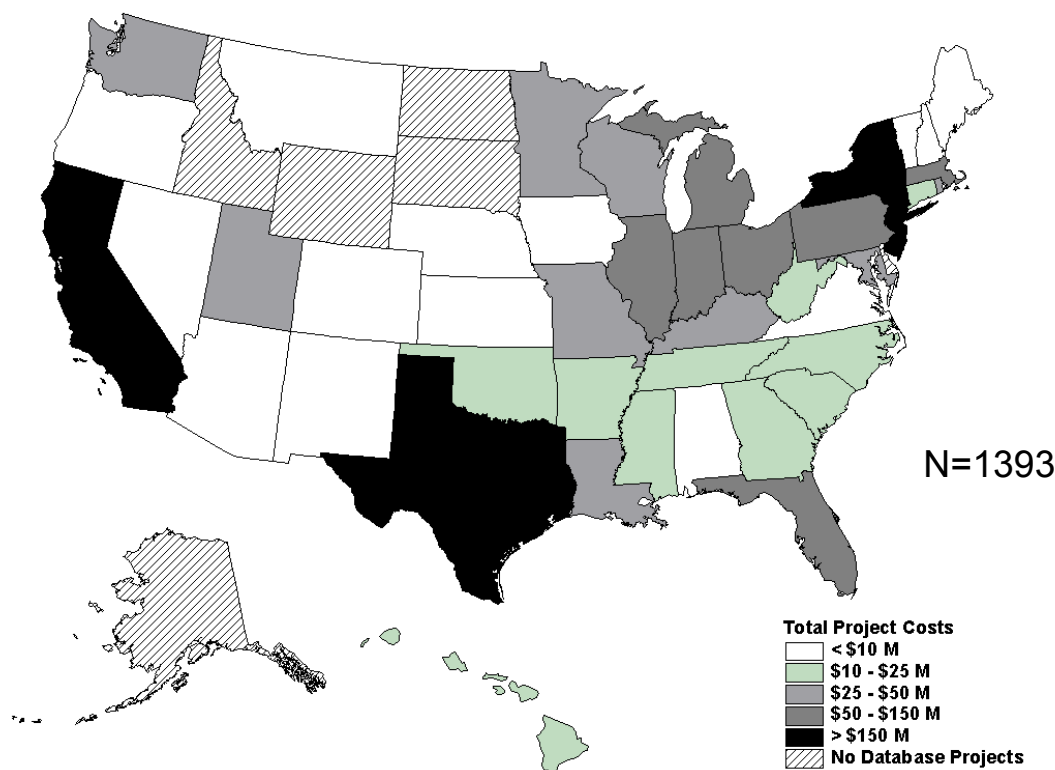 N=1393
Total Project Costs
< $10 M
$10 - $25 M
$25 - $50 M
$50 - $150 M
> $150 M
No Database Projects